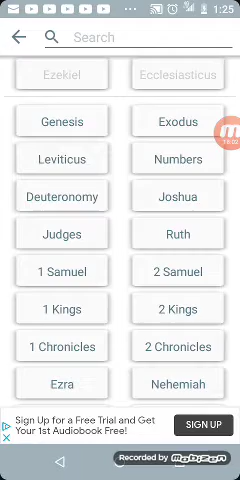 1:25
Search
Ezekiel
Ecclesiasticus
Genesis
Exodus
Leviticus
Numbers
Deuteronomy
Joshua
Judges
Ruth
1 Samuel
2 Samuel
1 Kings
2 Kings
1 Chronicles
2 Chronicles
Ezra
Nehemiah
Sign Up for a Free Trial and Get
Your 1st Audiobook Free!
SIGN UP
Recorded by mobizen